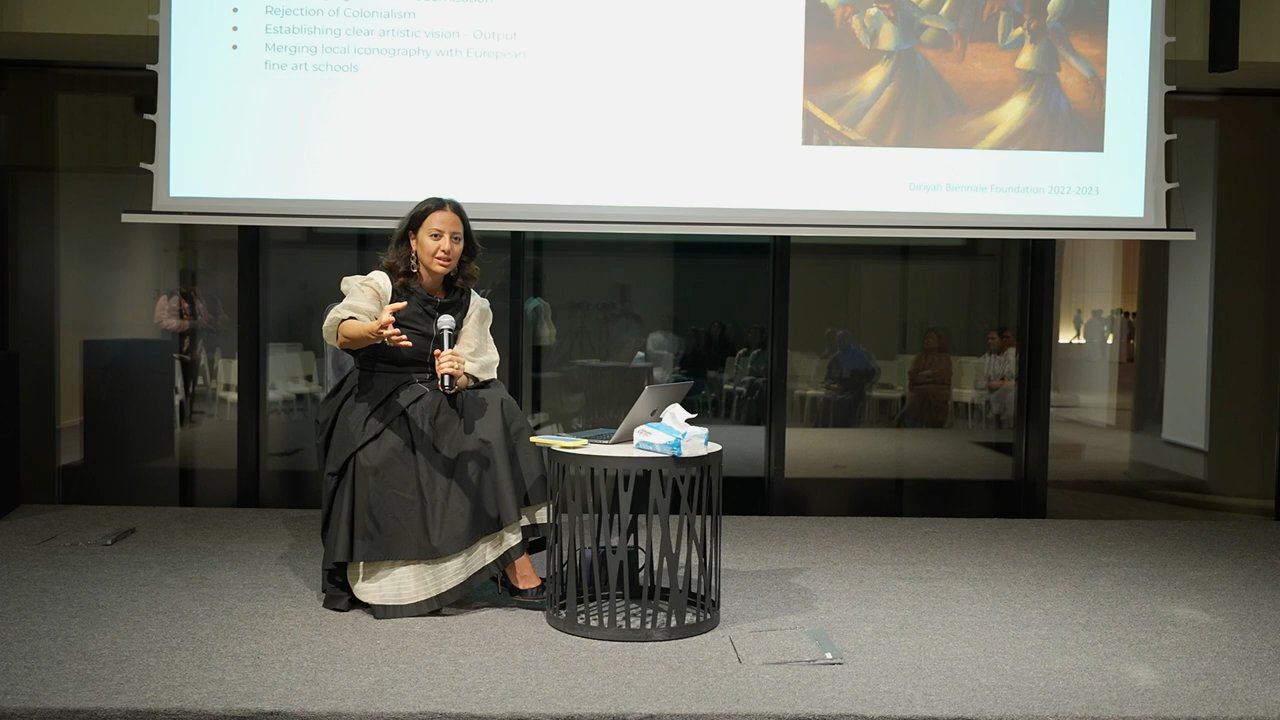 Rejection of Colonialism
Establishing clear artistic vision – Output
Merging local iconography with European
fine art schools
Diriyah Biennale Foundation 2022-2023